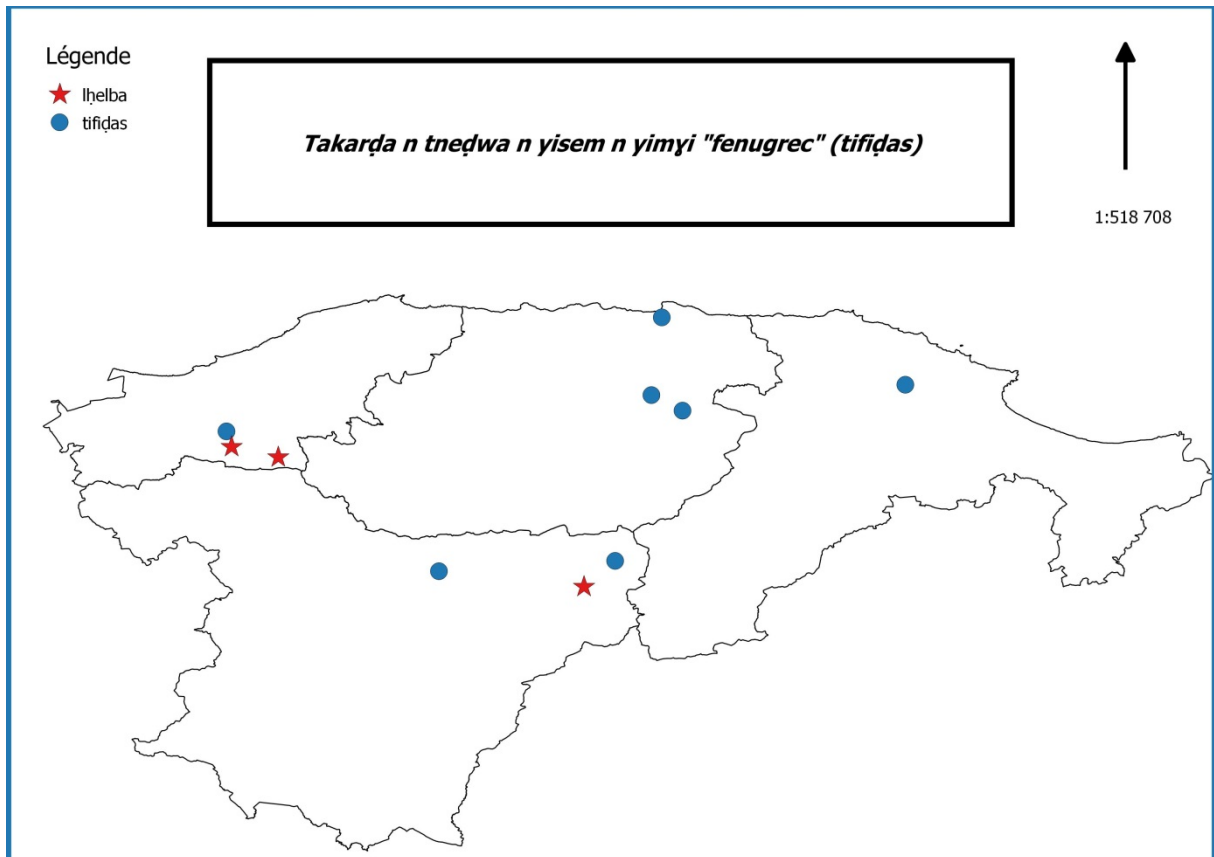 Légende
lḥelba
tifiḍas
Takarḍa n tneḍwa n yisem n yimɣi "fenugrec" (tifiḍas)
1:518 708